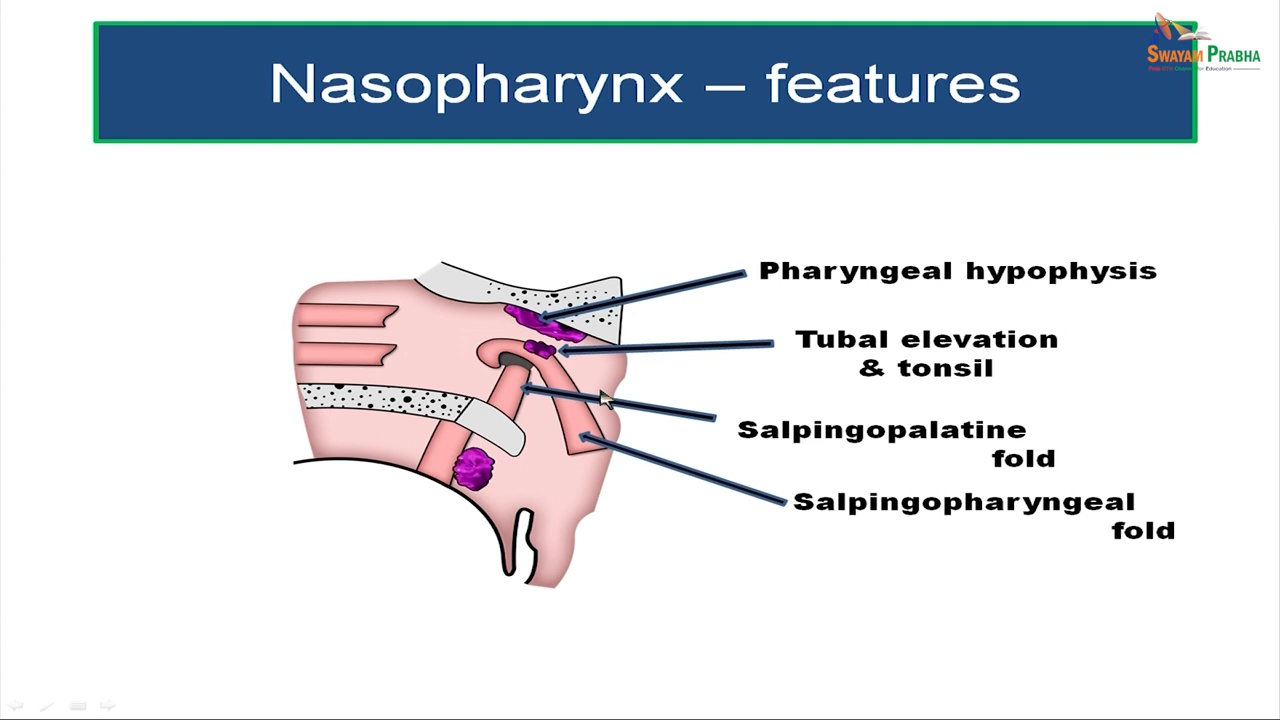 Nasopharynx – features
SWAYAM PRABHA
Pharyngeal hypophysis
Tubal elevation
& tonsil
Salpingopalatine
fold
Salpingopharyngeal
fold